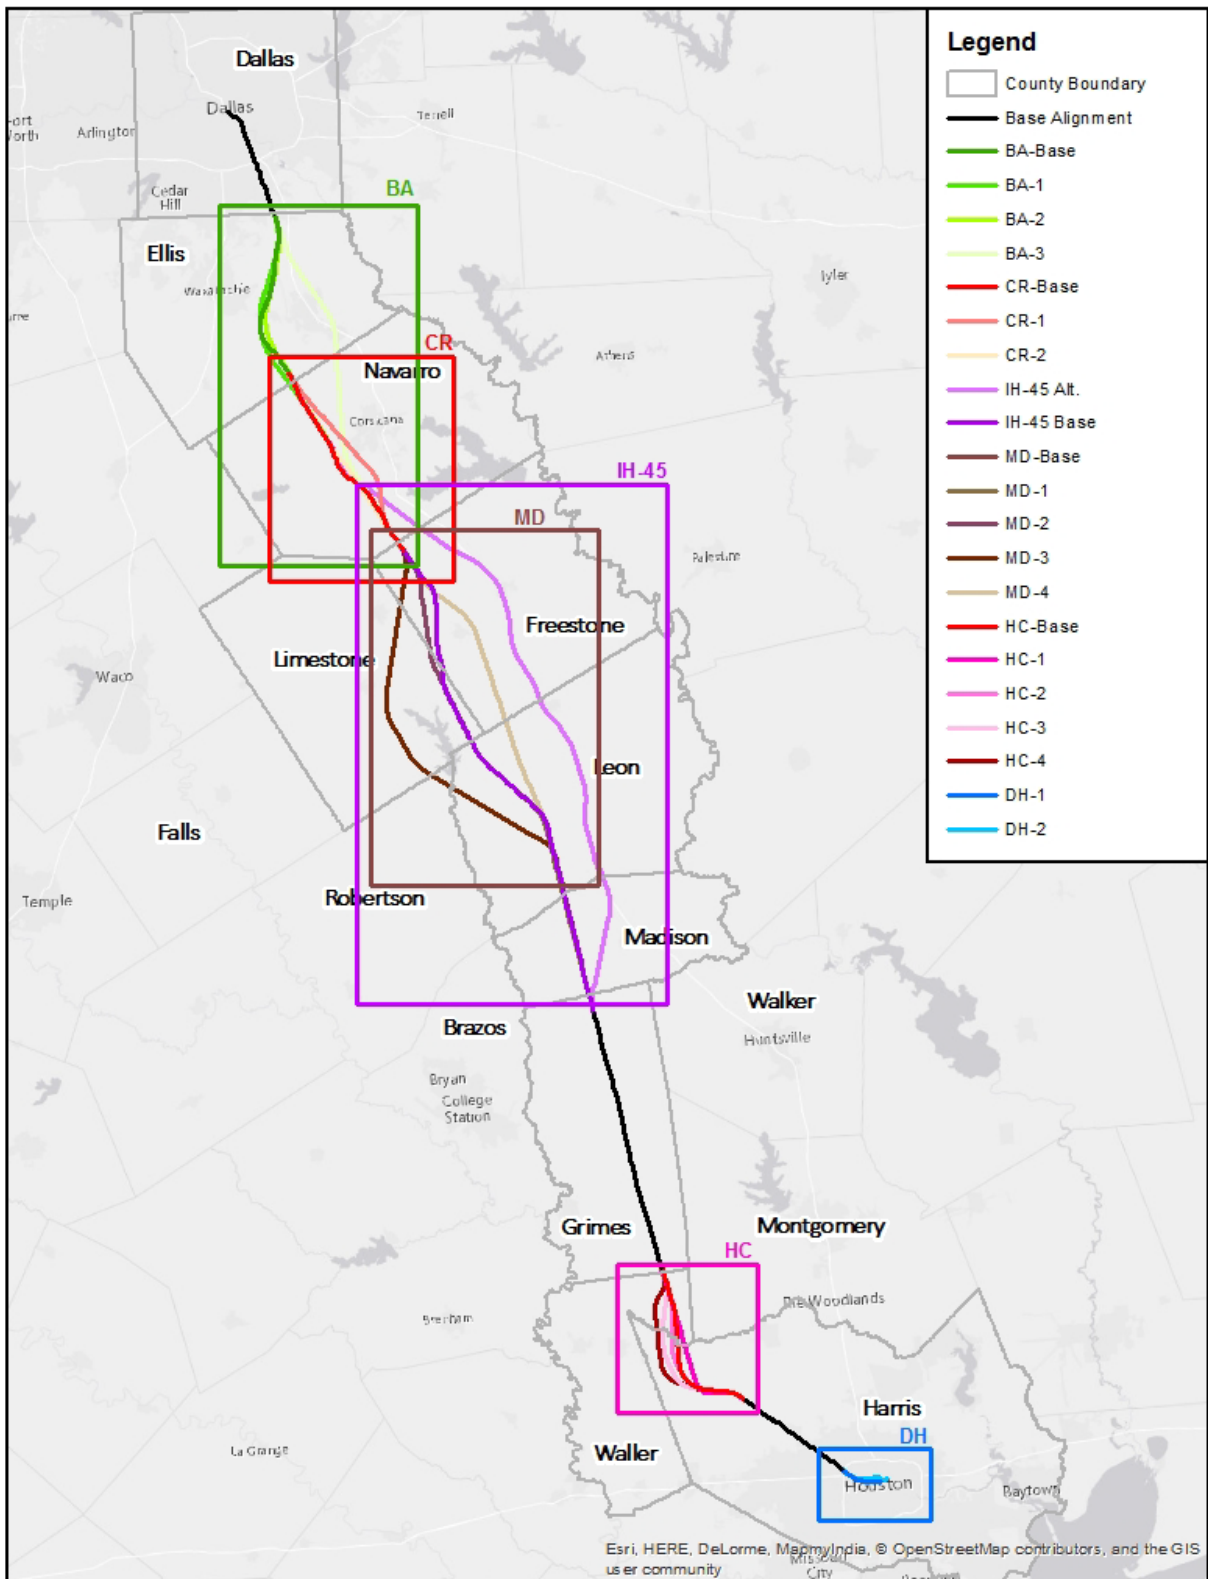 Legend
County Boundary
Base Alignment
BA-Base
BA-1
BA-2
BA-3
CR-Base
CR-1
CR-2
IH-45 Alt.
IH-45 Base
MD-Base
MD-1
MD-2
MD-3
MD-4
HC-Base
HC-1
HC-2
HC-3
HC-4
DH-1
DH-2
Dallas
Dallas
Terrell
Arlington
Cedar
Hill
BA
Ellis
Waxahachie
Tyler
CR
Navarro
Athens
Corsicana
IH-45
MD
Palestine
Freestone
Limestone
Waco
Leon
Falls
Temple
Robertson
Madison
Walker
Brazos
Huntsville
Bryan
College
Station
Grimes
Montgomery
HC
The Woodlands
Brenham
Harris
DH
La Grange
Waller
Houston
Baytown
Esri, HERE, DeLorme, MapmyIndia, © OpenStreetMap contributors, and the GIS
user community
City